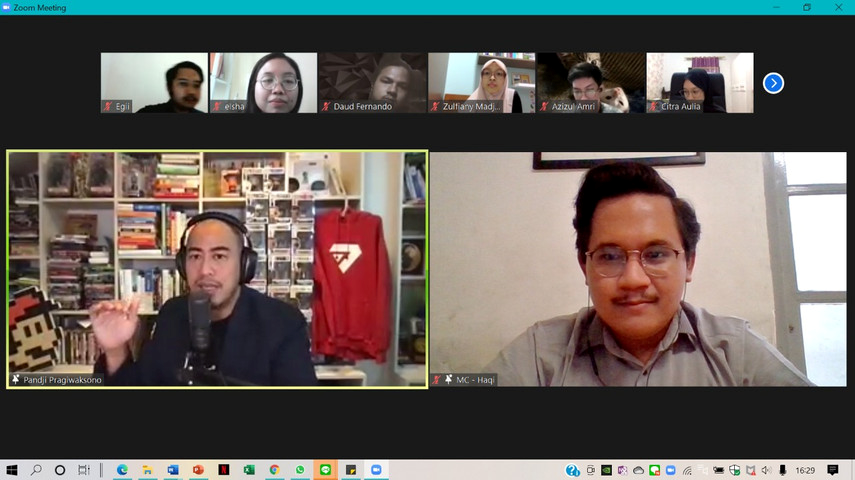 Zoom Meeting
Egii
elsha
Daud Fernando
Zulfiany Madj...
Azizul Amri
Citra Aulia
Pandji Pragiwaksono
MC - Haqi
16:29